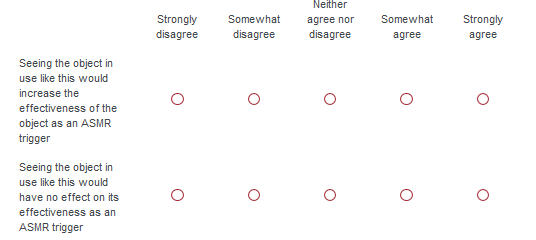 Neither
Strongly Somewhat agree nor Somewhat Strongly
disagree disagree disagree agree agree
Seeing the object in
use like this would
increase the
effectiveness of the
object as an ASMR
trigger
Seeing the object in
use like this would
have no effect on its
effectiveness as an
ASMR trigger